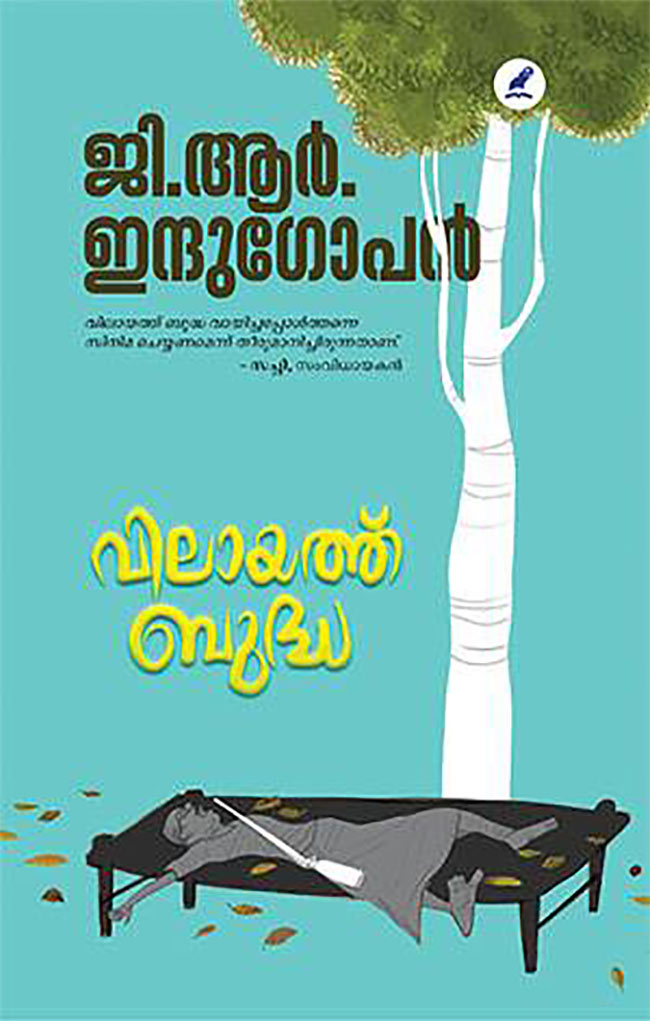 ജി.ആർ.
ഇന്ദുഗോപൻ
വിലായത്ത് ബുദ്ധ വായിച്ചപ്പോൾത്തന്നെ
സിനിമ ചെയ്യണമെന്ന് തീരുമാനിച്ചിരുന്നതാണ്
- സച്ചി, സംവിധായകൻ
വിലായത്ത്
ബുദ്ധ